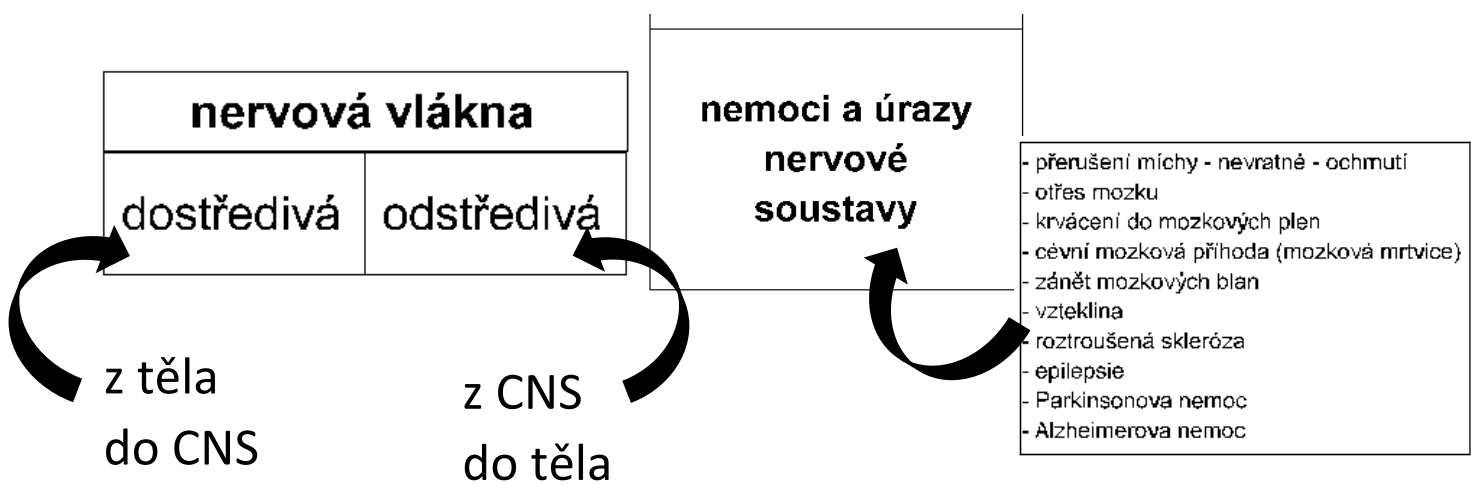 nervová vlákna
dostředivá
odstředivá
z těla
do CNS
z CNS
do těla
nemoci a úrazy
nervové
soustavy
- přerušení míchy - nevratné - ochrnutí
- otřes mozku
- krvácení do mozkových plen
- cévní mozková příhoda (mozková mrtvice)
- zánět mozkových blan
- vzteklina
- roztroušená skleróza
- epilepsie
- Parkinsonova nemoc
- Alzheimerova nemoc